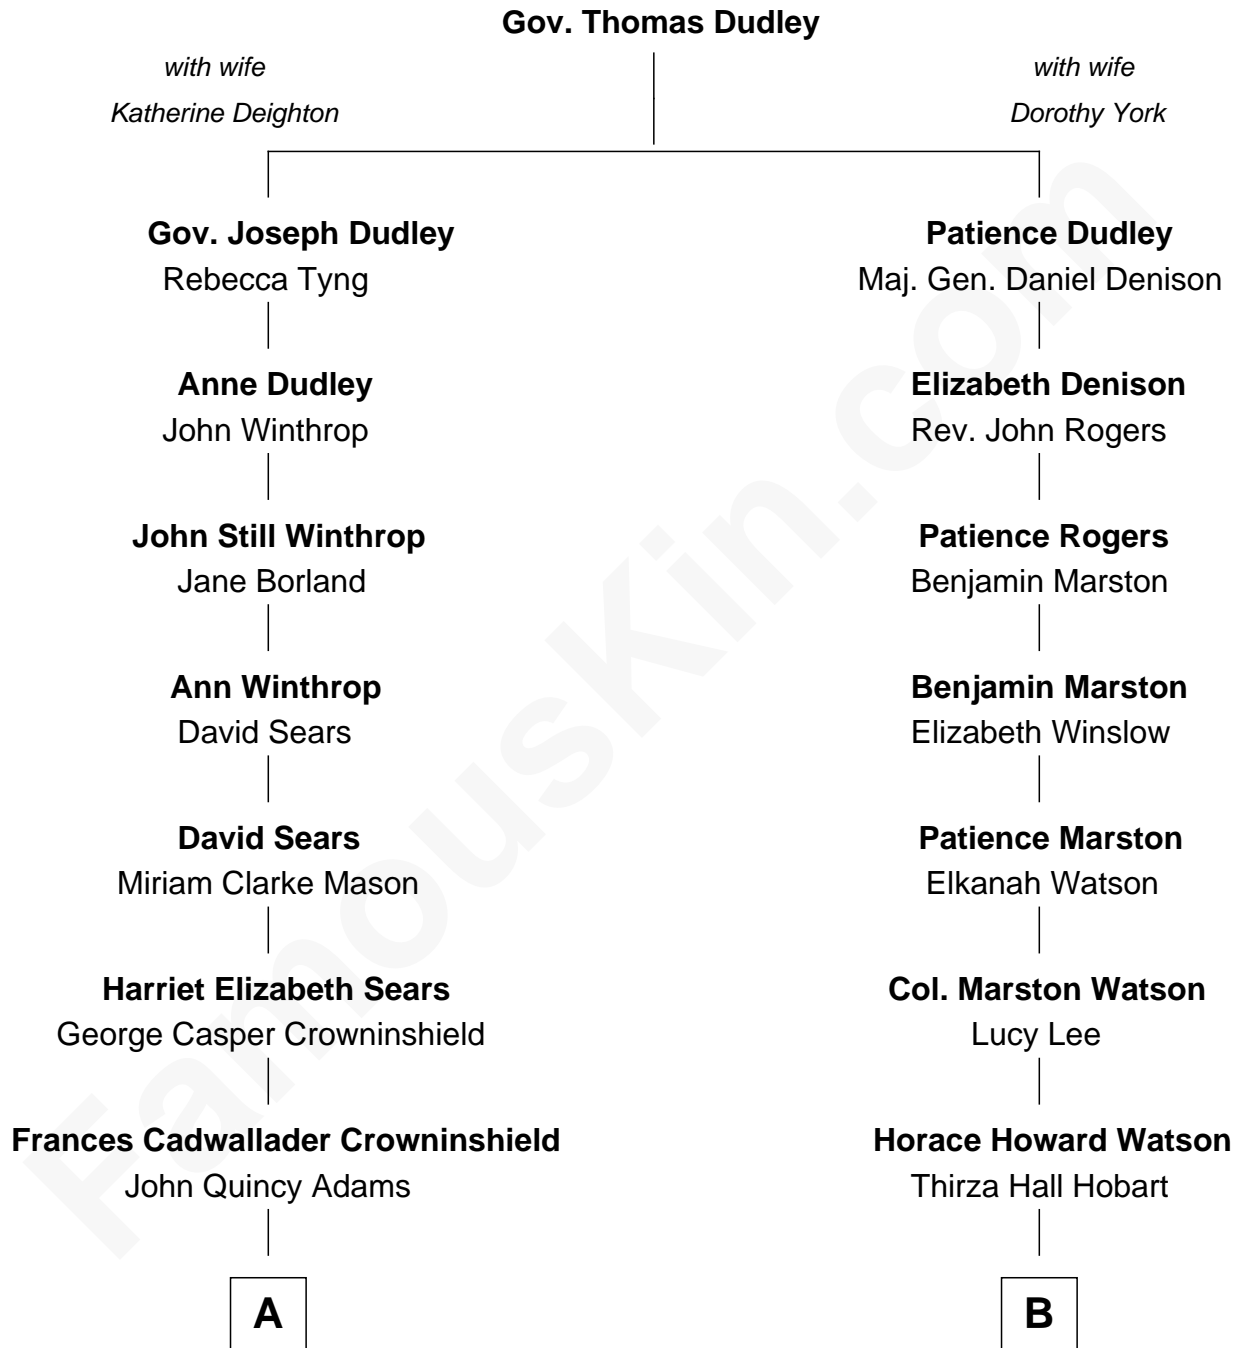 Gov. Thomas Dudley
with wife
Katherine Deighton
with wife
Dorothy York
Gov. Joseph Dudley
Rebecca Tyng
Patience Dudley
Maj. Gen. Daniel Denison
Anne Dudley
John Winthrop
Elizabeth Denison
Rev. John Rogers
John Still Winthrop
Jane Borland
Patience Rogers
Benjamin Marston
Ann Winthrop
David Sears
Benjamin Marston
Elizabeth Winslow
David Sears
Miriam Clarke Mason
Patience Marston
Elkanah Watson
Harriet Elizabeth Sears
George Casper Crowninshield
Col. Marston Watson
Lucy Lee
Frances Cadwallader Crowninshield
John Quincy Adams
Horace Howard Watson
Thirza Hall Hobart
A
B
FamousKin.com